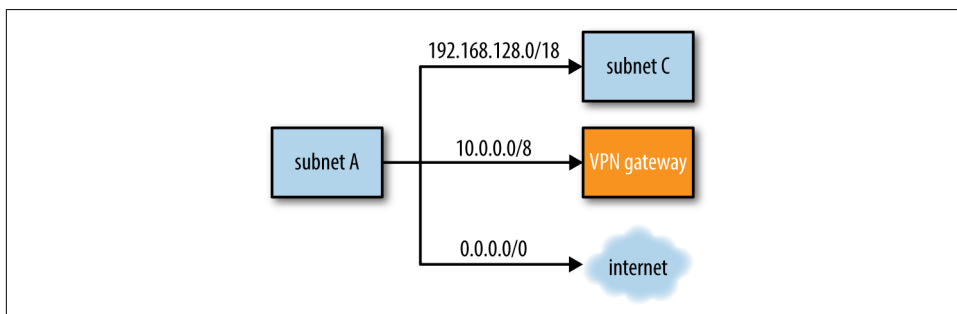 192.168.128.0/18
subnet C
subnet A
10.0.0.0/8
VPN gateway
0.0.0.0/0
internet